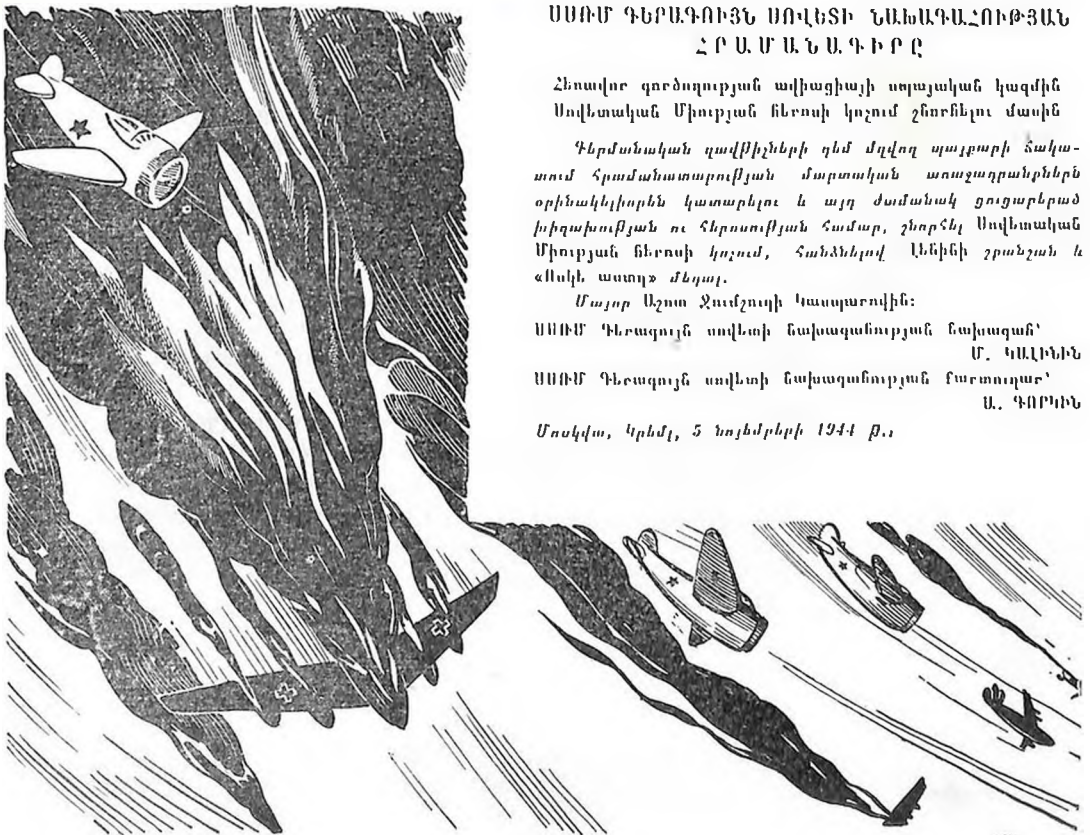 ՍՍՌՄ ԳԵՐԱԳՈՒՅՆ ՍՈՎԵՏԻ ՆԱԽԱԳԱՀՈՒԹՅԱՆ
ՀՐԱՄԱՆԱԳԻՐԸ
Հեռավոր գործողության ավիացիայի սպայական կազմին
Սովետական Միության հերոսի կոչում շնորհելու մասին
Գերմանական զավթիչների դեմ մղվող պայքարի ճակա-
տում հրամանատարության մարտական առաջադրանքներն
օրինակելիորեն կատարելու և այդ ժամանակ ցուցաբերած
խիզախության ու հերոսության համար, շնորհել Սովետական
Միության հերոսի կոչում, հանձնելով Լենինի շքանշան և
«Ոսկե աստղ» մեդալ.
Մայոր Աշոտ Ջումշուդի Կասպարովին:
ՍՍՌՄ Գերագույն սովետի նախագահության նախագահ՝
Մ. ԿԱԼԻՆԻՆ
ՍՍՌՄ Գերագույն սովետի նախագահության քարտուղար՝
Ա. ԳՈՐԿԻՆ
Մոսկվա, Կրեմլ, 5 նոյեմբերի 1944 թ.։